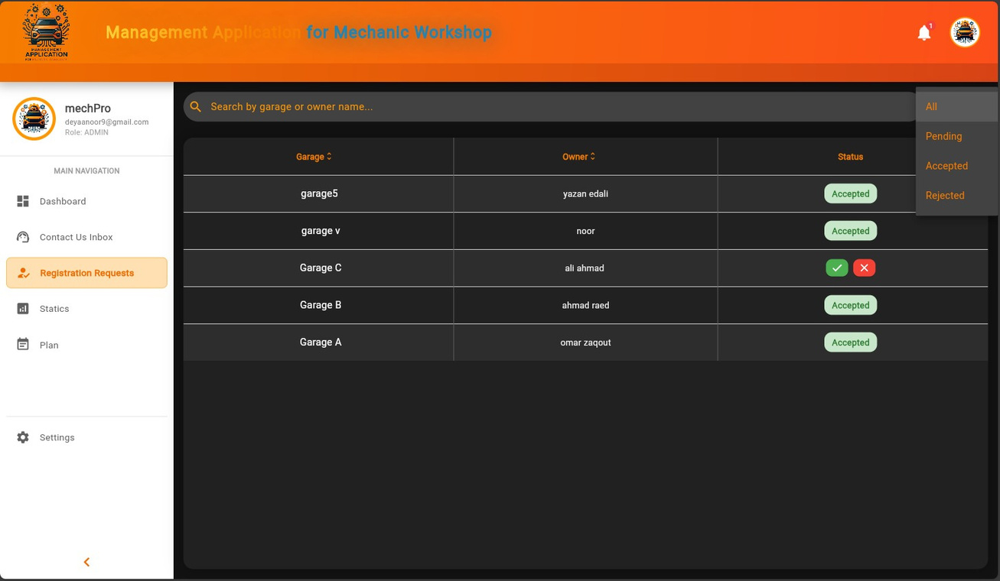 MANAGEMENT
APPLICATION
Management Application for Mechanic Workshop
1
mechPro
deyaanoor9@gmail.com
Role: ADMIN
MAIN NAVIGATION
Dashboard
Contact Us Inbox
Registration Requests
Statics
Plan
Settings
Search by garage or owner name...
All
Pending
Accepted
Rejected
Garage Owner Status
garage5 yazan edali Accepted
garage v noor Accepted
Garage C ali ahmad
Garage B ahmad raed Accepted
Garage A omar zaqout Accepted